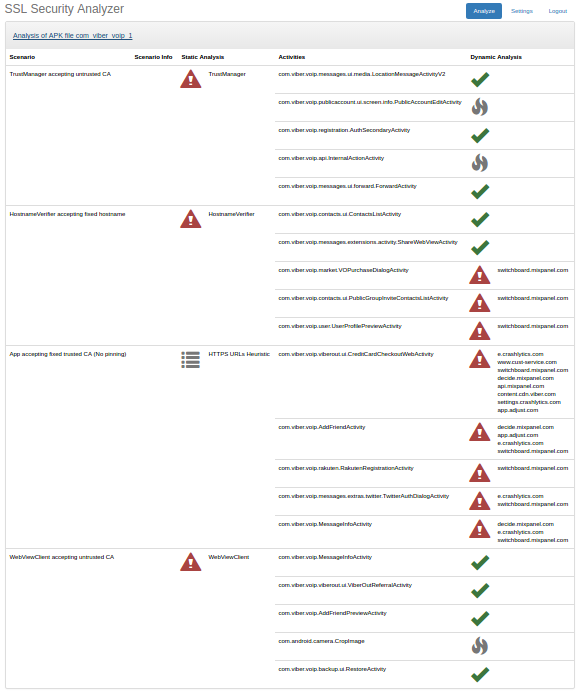 SSL Security Analyzer
Analyze Settings Logout
Analysis of APK file com_viber_voip_1
Scenario Scenario Info Static Analysis Activities Dynamic Analysis
TrustManager accepting untrusted CA TrustManager com.viber.voip.messages.ui.media.LocationMessageActivityV2
com.viber.voip.publicaccount.ui.screen.info.PublicAccountEditActivity
com.viber.voip.registration.AuthSecondaryActivity
com.viber.voip.api.InternalActionActivity
com.viber.voip.messages.ui.forward.ForwardActivity
HostnameVerifier accepting fixed hostname HostnameVerifier com.viber.voip.contacts.ui.ContactsListActivity
com.viber.voip.messages.extensions.activity.ShareWebViewActivity
com.viber.voip.market.VOPurchaseDialogActivity switchboard.mixpanel.com
com.viber.voip.contacts.ui.PublicGroupInviteContactsListActivity switchboard.mixpanel.com
com.viber.voip.user.UserProfilePreviewActivity switchboard.mixpanel.com
App accepting fixed trusted CA (No pinning) HTTPS URLs Heuristic com.viber.voip.viberout.ui.CreditCardCheckoutWebActivity e.crashlytics.com
www.cust-service.com
switchboard.mixpanel.com
decide.mixpanel.com
api.mixpanel.com
content.cdn.viber.com
settings.crashlytics.com
app.adjust.com
com.viber.voip.AddFriendActivity decide.mixpanel.com
app.adjust.com
e.crashlytics.com
switchboard.mixpanel.com
com.viber.voip.rakuten.RakutenRegistrationActivity switchboard.mixpanel.com
com.viber.voip.messages.extras.twitter.TwitterAuthDialogActivity e.crashlytics.com
switchboard.mixpanel.com
com.viber.voip.MessageInfoActivity decide.mixpanel.com
e.crashlytics.com
switchboard.mixpanel.com
WebViewClient accepting untrusted CA WebViewClient com.viber.voip.MessageInfoActivity
com.viber.voip.viberout.ui.ViberOutReferralActivity
com.viber.voip.AddFriendPreviewActivity
com.android.camera.CropImage
com.viber.voip.backup.ui.RestoreActivity